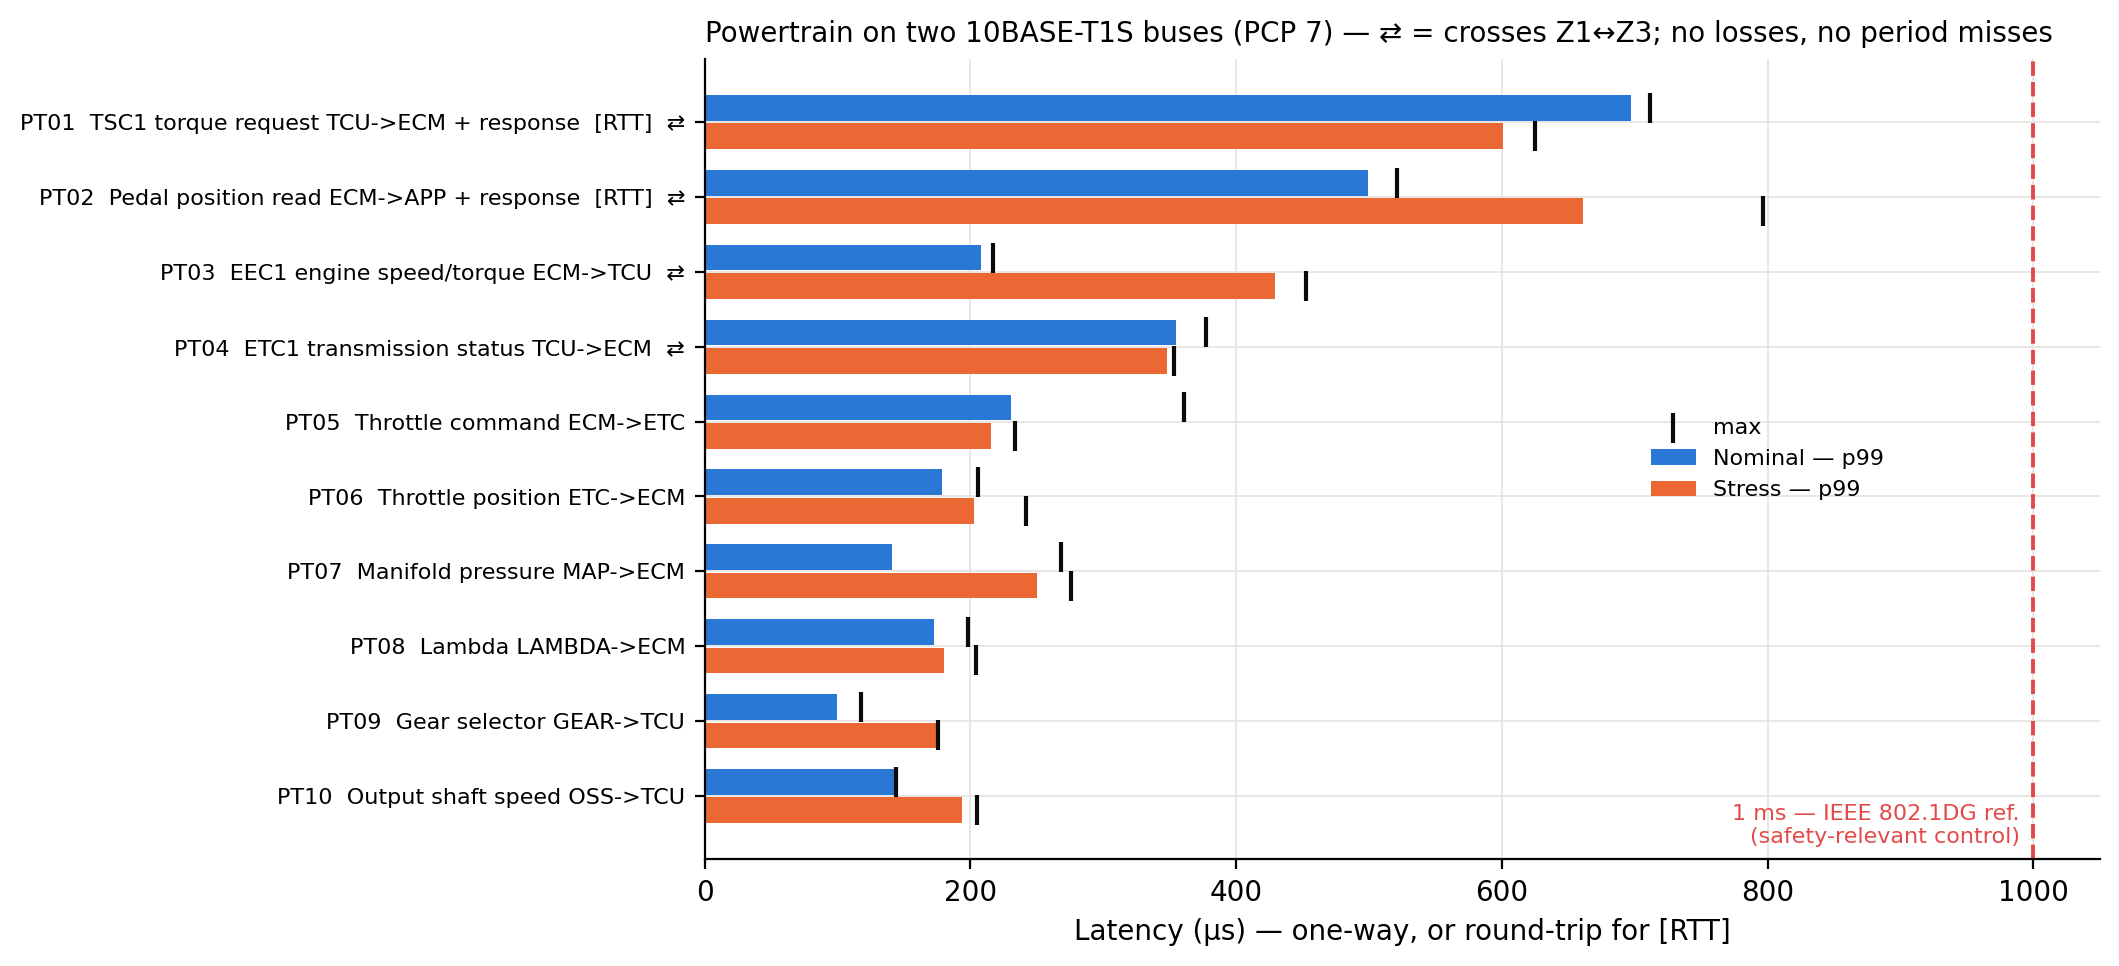 Powertrain on two 10BASE-T1S buses (PCP 7) — ⇄ = crosses Z1↔Z3; no losses, no period misses
PT01  TSC1 torque request TCU->ECM + response  [RTT]  ⇄
PT02  Pedal position read ECM->APP + response  [RTT]  ⇄
PT03  EEC1 engine speed/torque ECM->TCU  ⇄
PT04  ETC1 transmission status TCU->ECM  ⇄
PT05  Throttle command ECM->ETC
PT06  Throttle position ETC->ECM
PT07  Manifold pressure MAP->ECM
PT08  Lambda LAMBDA->ECM
PT09  Gear selector GEAR->TCU
PT10  Output shaft speed OSS->TCU
max
Nominal — p99
Stress — p99
1 ms — IEEE 802.1DG ref.
(safety-relevant control)
0 200 400 600 800 1000
Latency (µs) — one-way, or round-trip for [RTT]